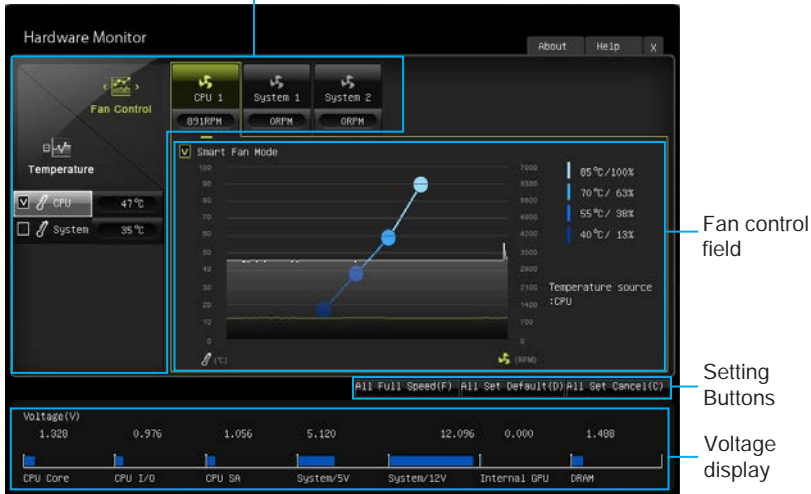 Hardware Monitor
About Help X
Fan Control
CPU 1 System 1 System 2
891RPM 0RPM 0RPM
Temperature
V CPU 47°C
System 35°C
V Smart Fan Mode
100 7000
90 6300
80 5600
70 4900
60 4200
50 3500
40 2800
30 2100
20 1400
10 700
0 0
(°C) (RPM)
85°C/100%
70°C/ 63%
55°C/ 38%
40°C/ 13%
Temperature source
:CPU
Fan control
field
All Full Speed(F) All Set Default(D) All Set Cancel(C)
Setting
Buttons
Voltage(V)
1.328 0.976 1.056 5.120 12.096 0.000 1.488
CPU Core CPU I/O CPU SA System/5V System/12V Internal GPU DRAM
Voltage
display